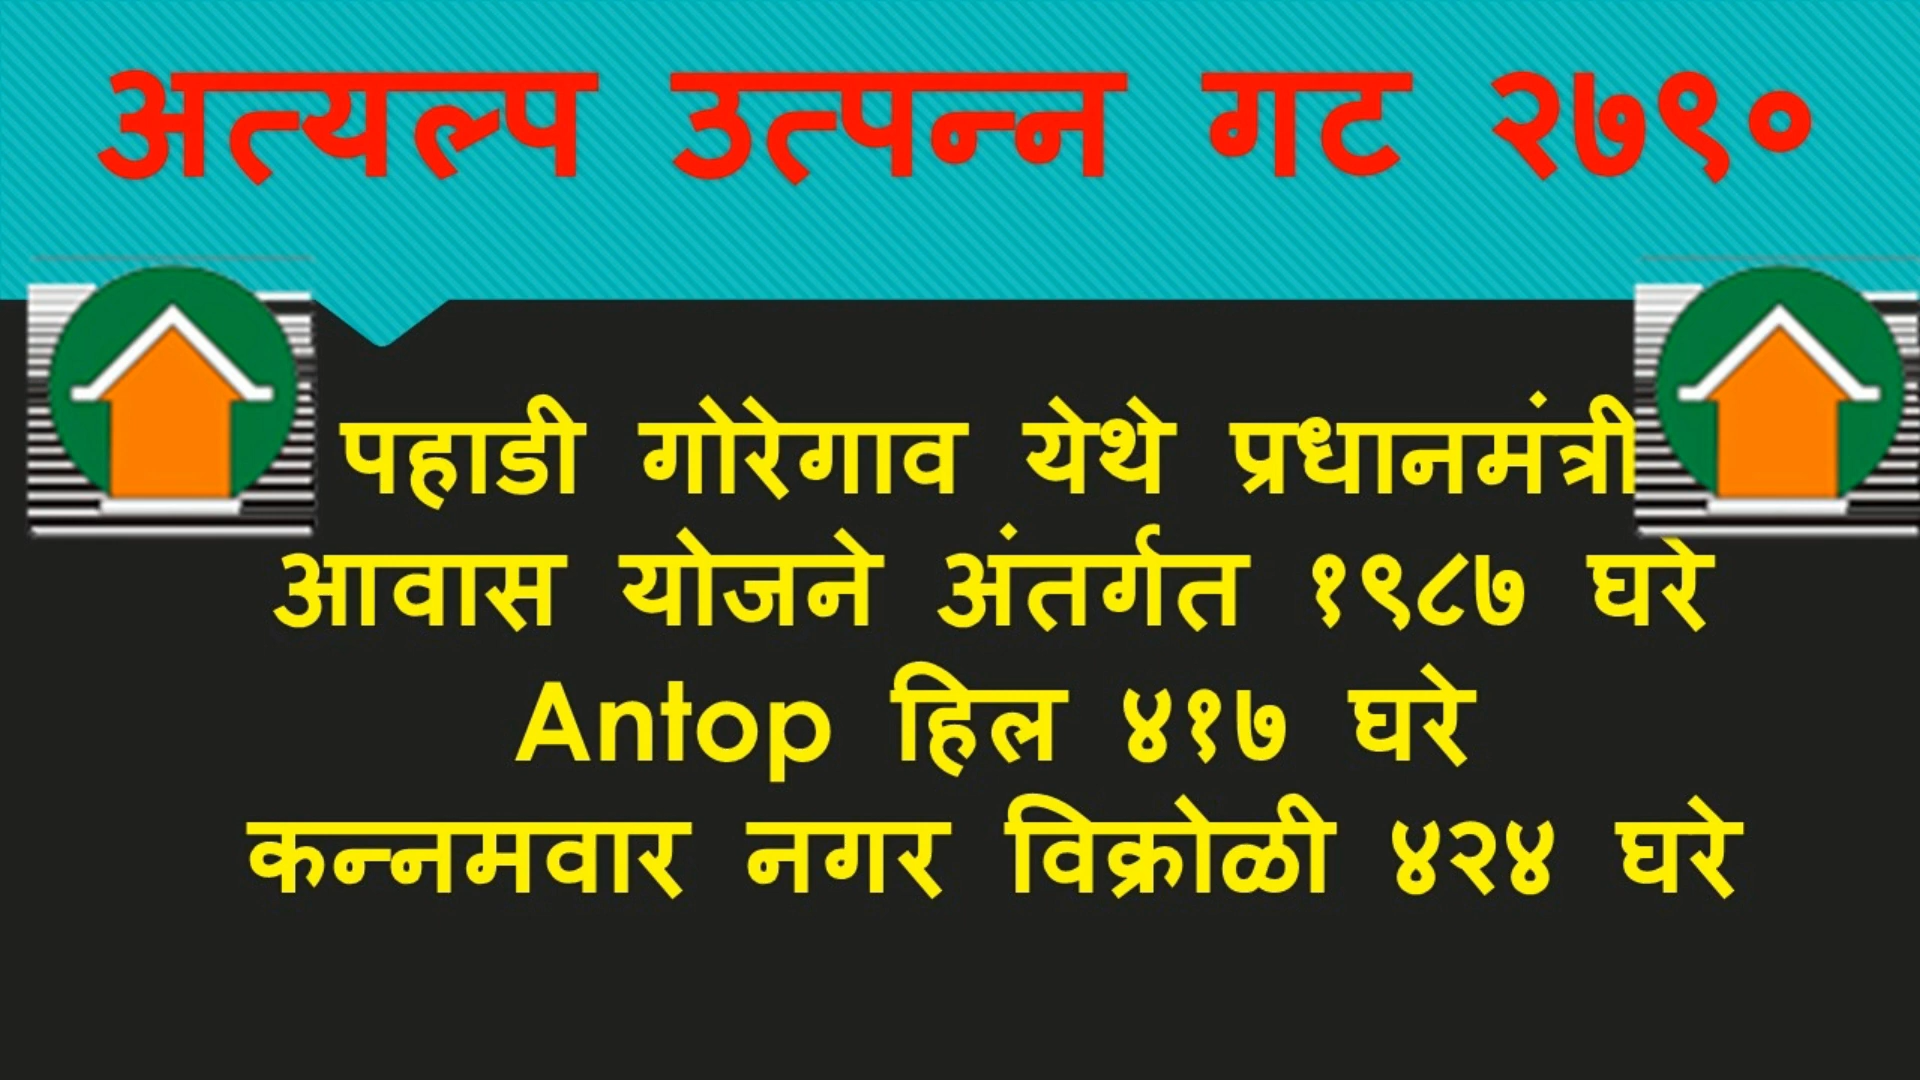 अत्यल्प उत्पन्न गट २७९०
पहाडी गोरेगाव येथे प्रधानमंत्री
आवास योजने अंतर्गत १९८७ घरे
Antop हिल ४१७ घरे
कन्नमवार नगर विक्रोळी ४२४ घरे